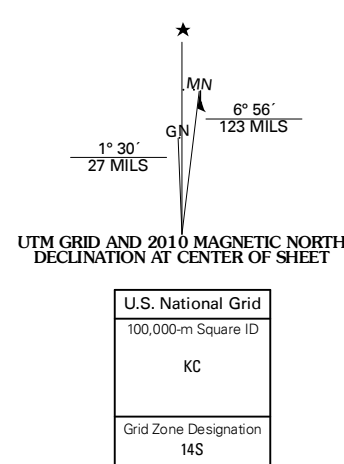 MN
6° 56´
123 MILS
GN
1° 30´
27 MILS
UTM GRID AND 2010 MAGNETIC NORTH
DECLINATION AT CENTER OF SHEET
U.S. National Grid
100,000-m Square ID
KC
Grid Zone Designation
14S